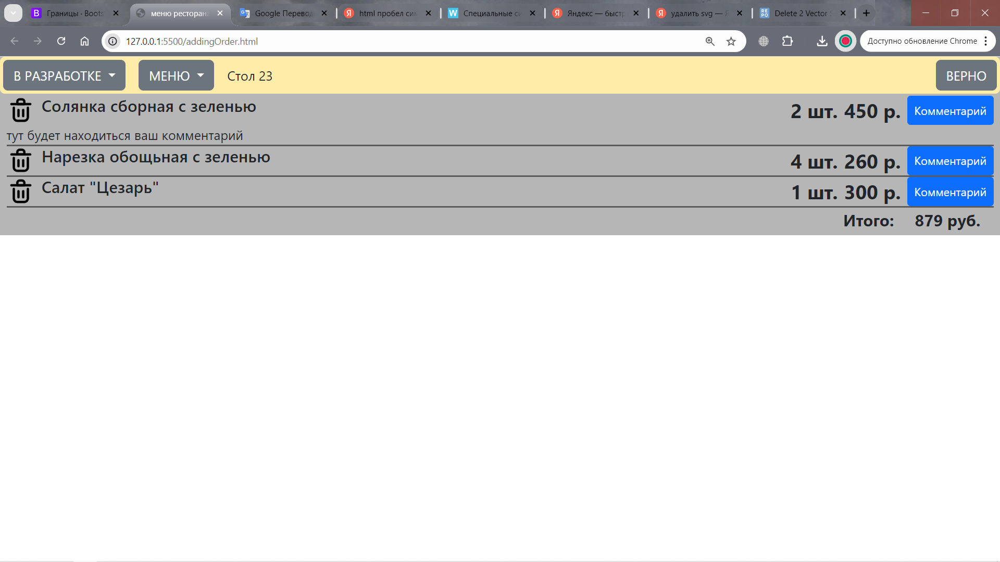 Границы · Boots
меню ресторан
Google Перевод
html пробел сим
Специальные си
Яндекс — быстр
удалить svg — Я
Delete 2 Vector S
127.0.0.1:5500/addingOrder.html
Доступно обновление Chrome
В РАЗРАБОТКЕ МЕНЮ Стол 23 ВЕРНО
Солянка сборная с зеленью 2 шт. 450 р. Комментарий
тут будет находиться ваш комментарий
Нарезка обощьная с зеленью 4 шт. 260 р. Комментарий
Салат "Цезарь" 1 шт. 300 р. Комментарий
Итого: 879 руб.